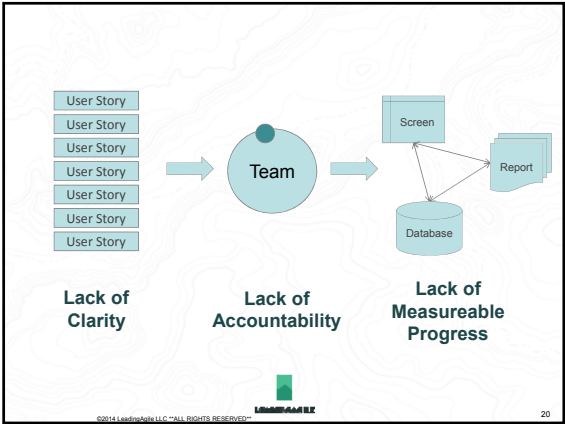 User Story
User Story
User Story
User Story
User Story
User Story
User Story
Team
Screen
Report
Database
Lack of
Clarity
Lack of
Accountability
Lack of
Measureable
Progress
©2014 LeadingAgile LLC **ALL RIGHTS RESERVED**
20